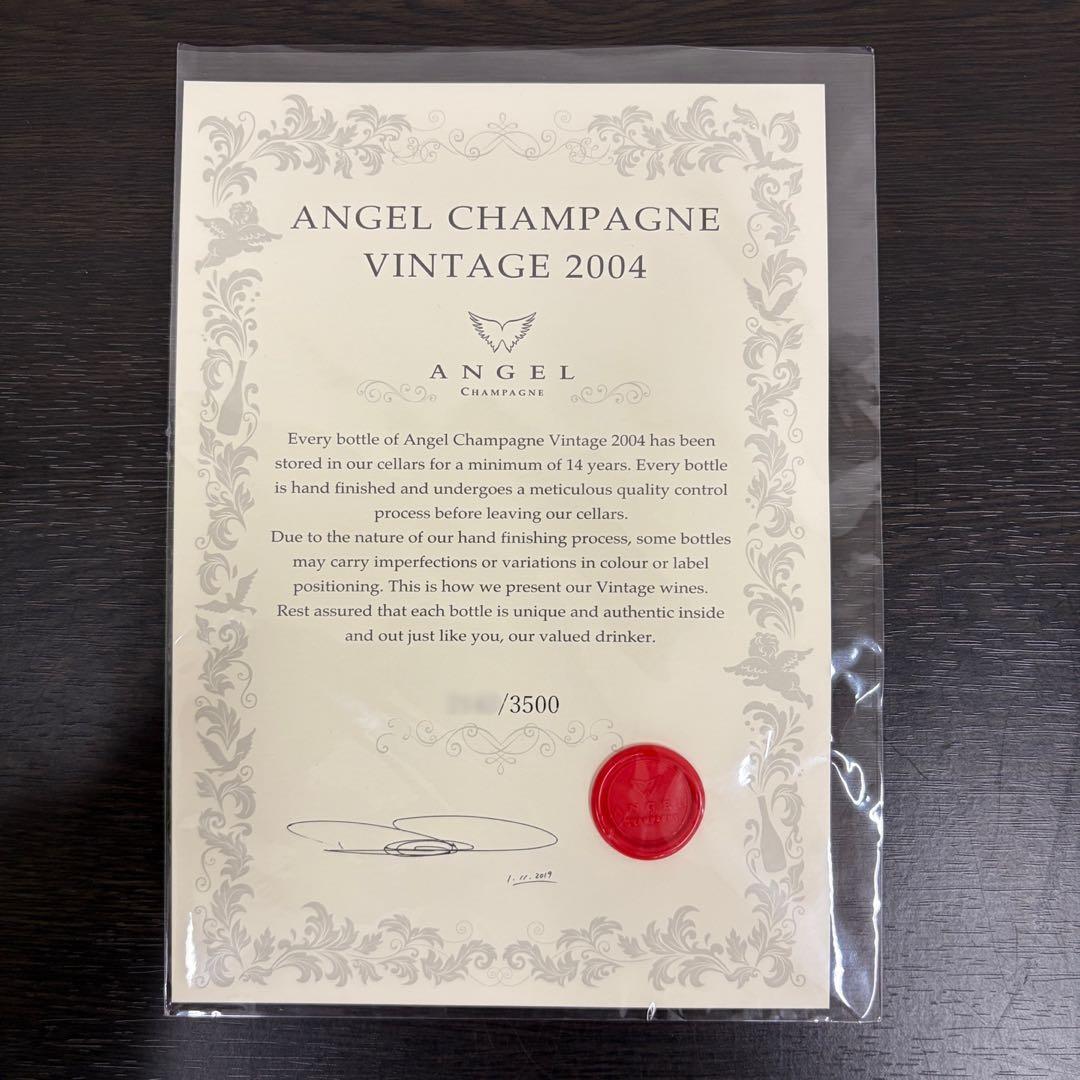 ANGEL CHAMPAGNE
VINTAGE 2004
ANGEL
CHAMPAGNE
Every bottle of Angel Champagne Vintage 2004 has been
stored in our cellars for a minimum of 14 years. Every bottle
is hand finished and undergoes a meticulous quality control
process before leaving our cellars.
Due to the nature of our hand finishing process, some bottles
may carry imperfections or variations in colour or label
positioning. This is how we present our Vintage wines.
Rest assured that each bottle is unique and authentic inside
and out just like you, our valued drinker.
/3500
ANGEL
1.11.2019